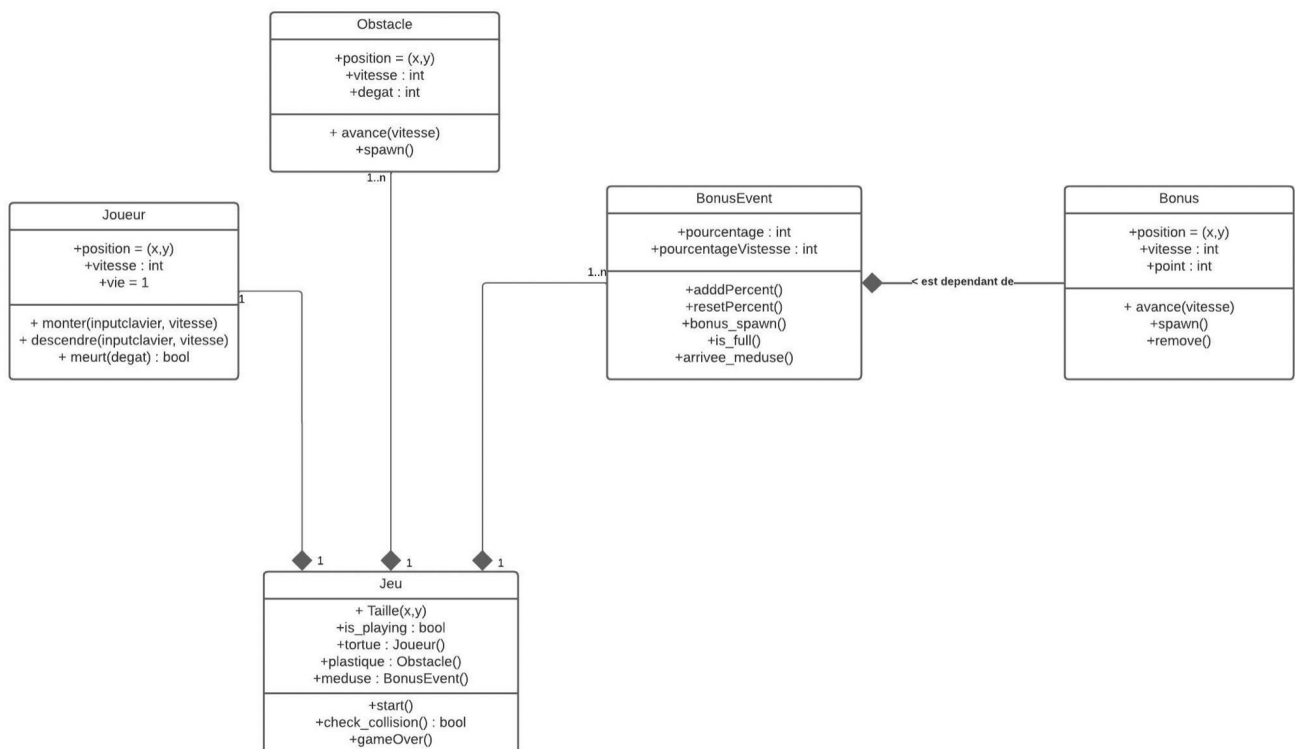 Obstacle
+position = (x,y)
+vitesse : int
+degat : int
+ avance(vitesse)
+spawn()
1..n
Joueur
+position = (x,y)
+vitesse : int
+vie = 1
+ monter(inputclavier, vitesse)
+ descendre(inputclavier, vitesse)
+ meurt(degat) : bool
1
BonusEvent
+pourcentage : int
+pourcentageVistesse : int
+adddPercent()
+resetPercent()
+bonus_spawn()
+is_full()
+arrivee_meduse()
1..n
< est dependant de
Bonus
+position = (x,y)
+vitesse : int
+point : int
+ avance(vitesse)
+spawn()
+remove()
1
1
1
Jeu
+ Taille(x,y)
+is_playing : bool
+tortue : Joueur()
+plastique : Obstacle()
+meduse : BonusEvent()
+start()
+check_collision() : bool
+gameOver()